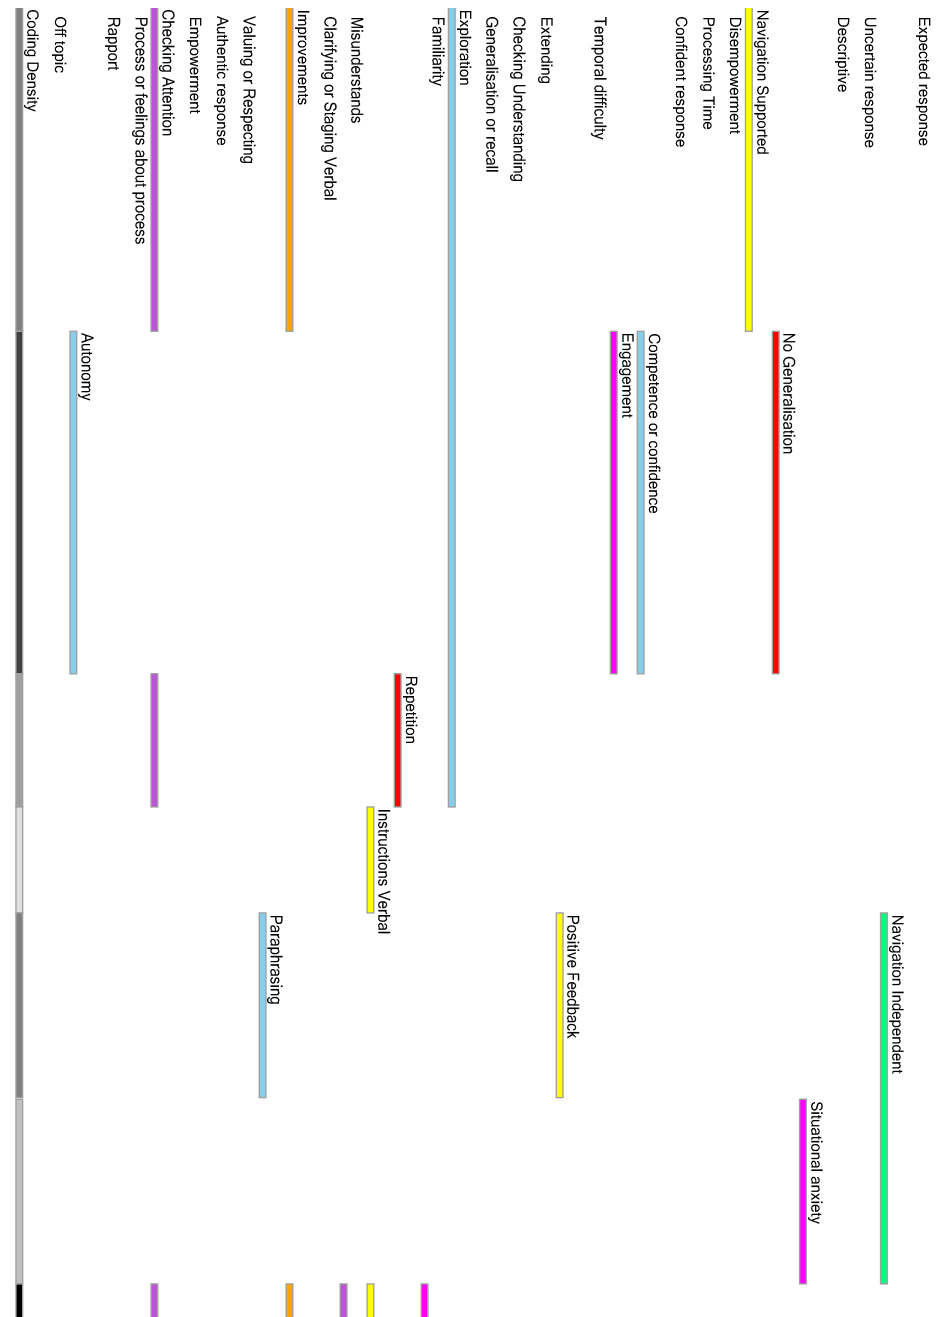 Expected response
Navigation Independent
Uncertain response
Descriptive
Situational anxiety
No Generalisation
Navigation Supported
Disempowerment
Processing Time
Confident response
Competence or confidence
Engagement
Temporal difficulty
Positive Feedback
Extending
Checking Understanding
Generalisation or recall
Exploration
Familiarity
Repetition
Instructions Verbal
Misunderstands
Clarifying or Staging Verbal
Improvements
Paraphrasing
Valuing or Respecting
Authentic response
Empowerment
Checking Attention
Process or feelings about process
Rapport
Autonomy
Off topic
Coding Density